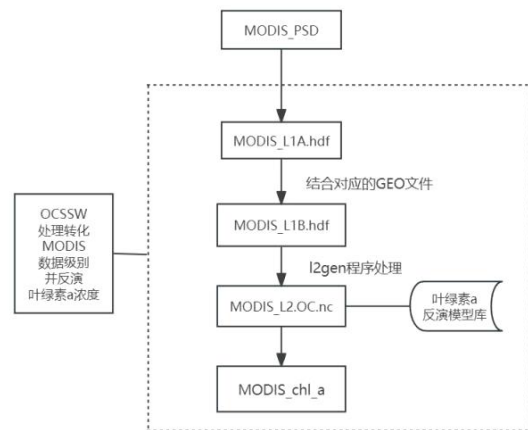 MODIS_PSD
MODIS_L1A.hdf
结合对应的GEO文件
MODIS_L1B.hdf
OCSSW
处理转化
MODIS
数据级别
并反演
叶绿素a浓度
l2gen程序处理
MODIS_L2.OC.nc
叶绿素a
反演模型库
MODIS_chl_a